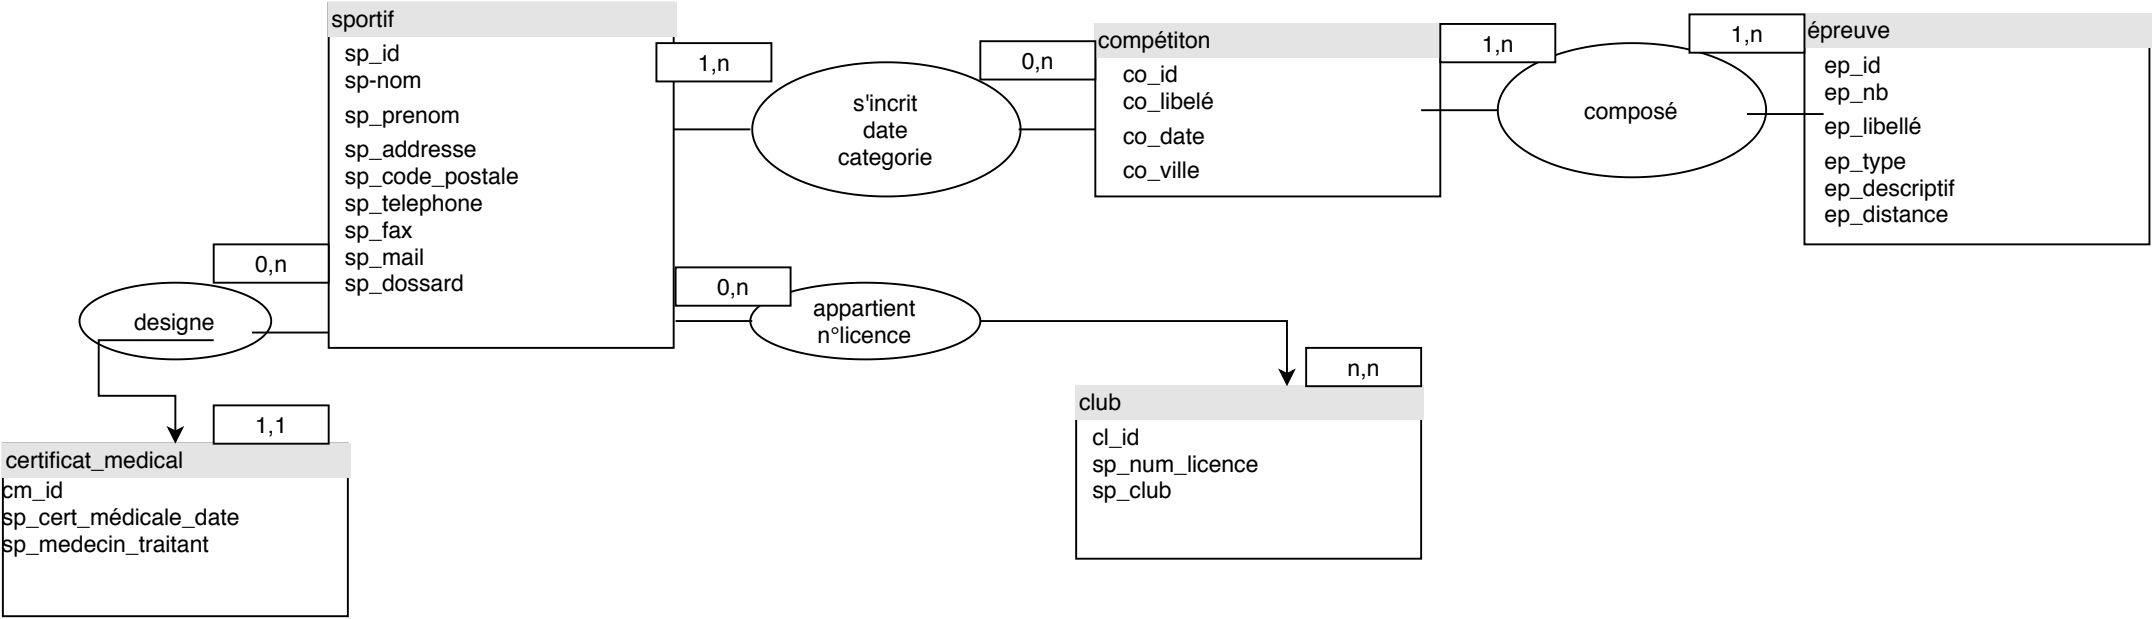 sportif
sp_id
sp-nom
sp_prenom
sp_addresse
sp_code_postale
sp_telephone
sp_fax
sp_mail
sp_dossard
1,n
s'incrit
date
categorie
0,n
compétiton
co_id
co_libelé
co_date
co_ville
1,n
composé
1,n
épreuve
ep_id
ep_nb
ep_libellé
ep_type
ep_descriptif
ep_distance
0,n
designe
1,1
certificat_medical
cm_id
sp_cert_médicale_date
sp_medecin_traitant
0,n
appartient
n°licence
n,n
club
cl_id
sp_num_licence
sp_club